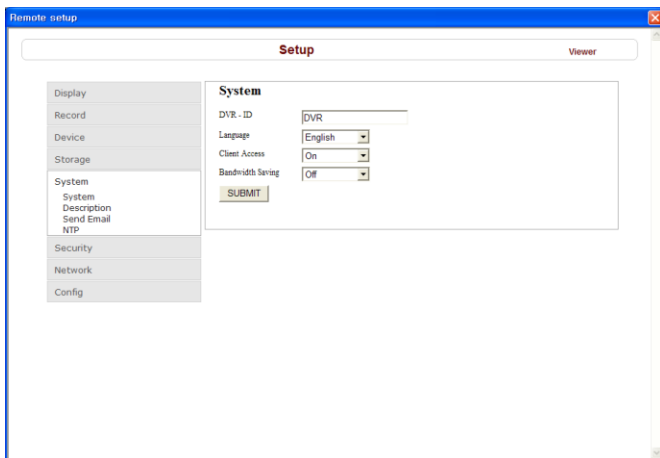 Remote setup
Setup
Viewer
Display
Record
Device
Storage
System
System
Description
Send Email
NTP
Security
Network
Config
System
DVR - ID DVR
Language English
Client Access On
Bandwidth Saving Off
SUBMIT